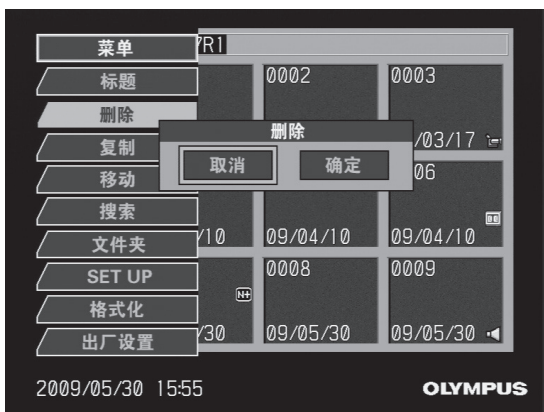 菜单
7R1
标题
0002
0003
删除
删除
复制
/03/17
取消
确定
移动
06
搜索
/10
09/04/10
09/04/10
文件夹
SET UP
0008
0009
N+
格式化
/30
09/05/30
09/05/30
出厂设置
2009/05/30 15:55
OLYMPUS